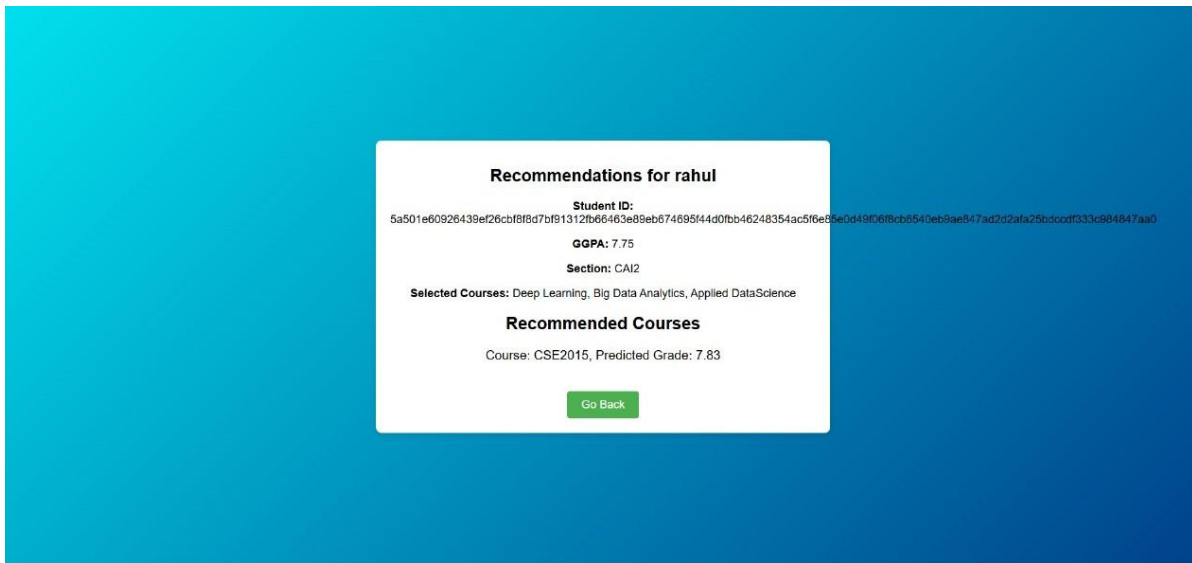 Recommendations for rahul
Student ID:
5a501e60926439ef26cbf8f8d7bf91312fb66463e89eb674695f44d0fbb46248354ac5f6e85e0d49f06f8cb6540eb9ae847ad2d2afa25bdccdf333c984847aa0
GGPA: 7.75
Section: CAI2
Selected Courses: Deep Learning, Big Data Analytics, Applied DataScience
Recommended Courses
Course: CSE2015, Predicted Grade: 7.83
Go Back